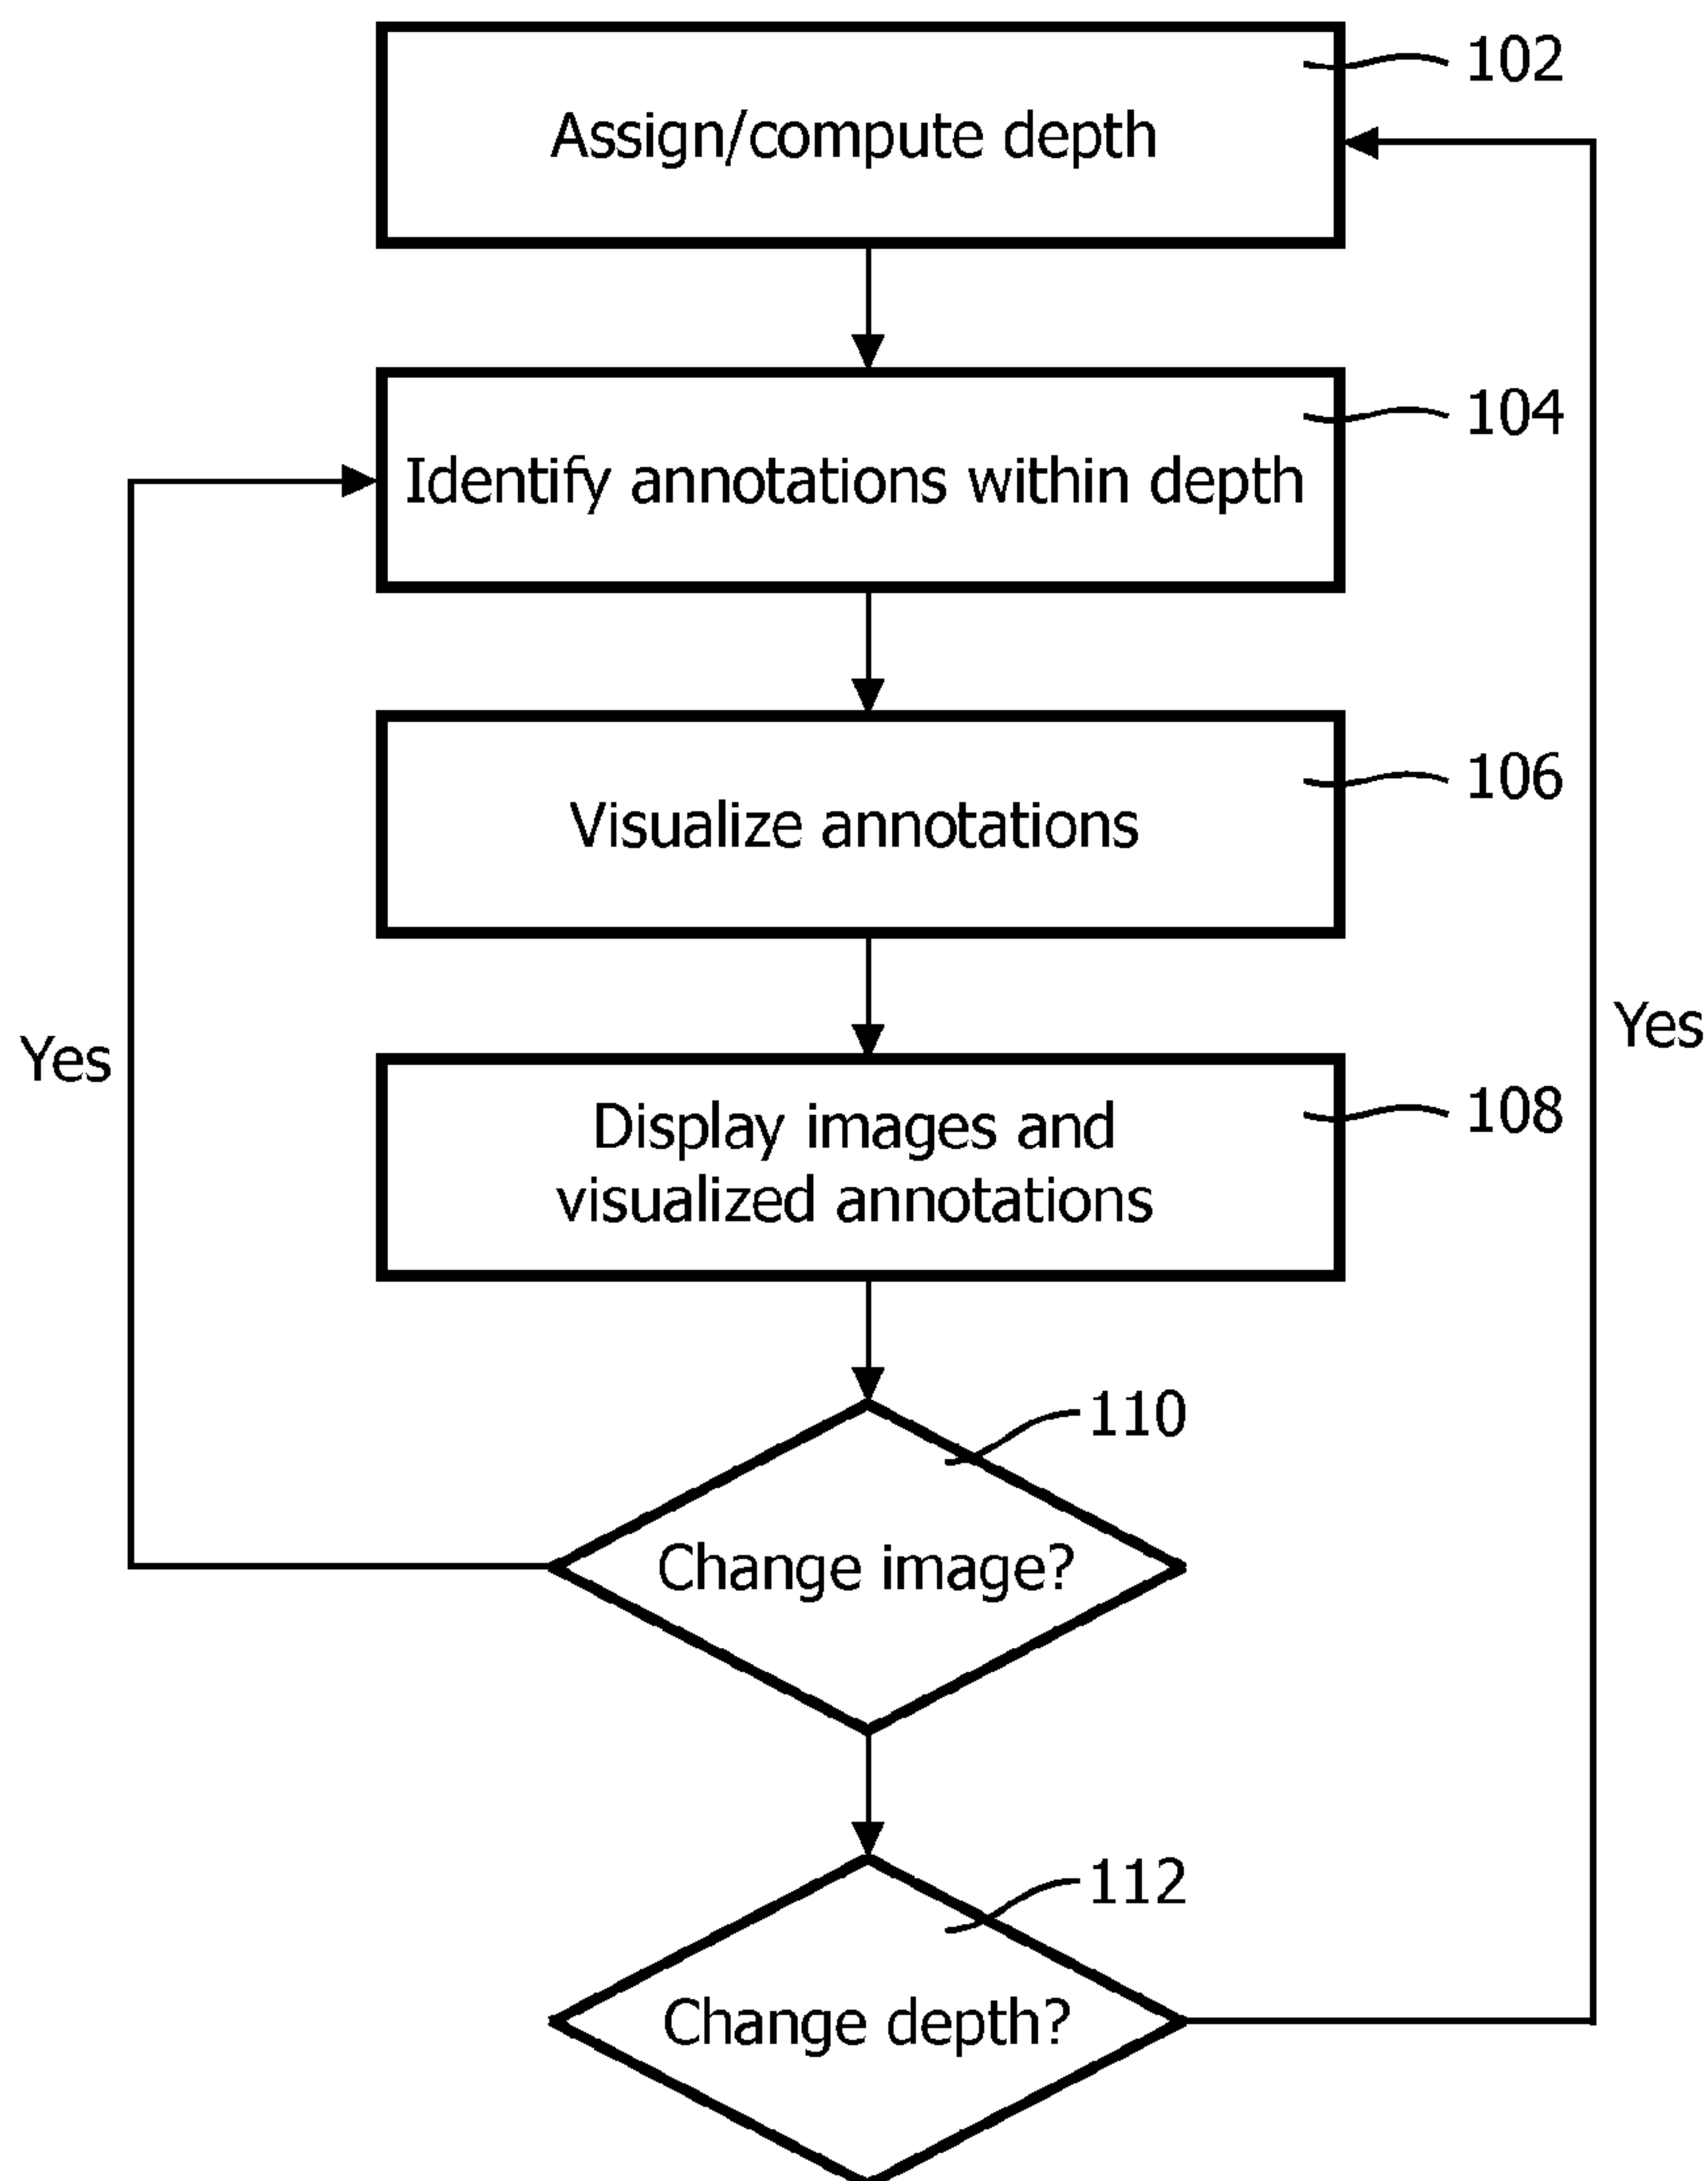 102
Assign/compute depth
104
Identify annotations within depth
106
Visualize annotations
Yes
Yes
108
Display images and
visualized annotations
110
Change image?
112
Change depth?